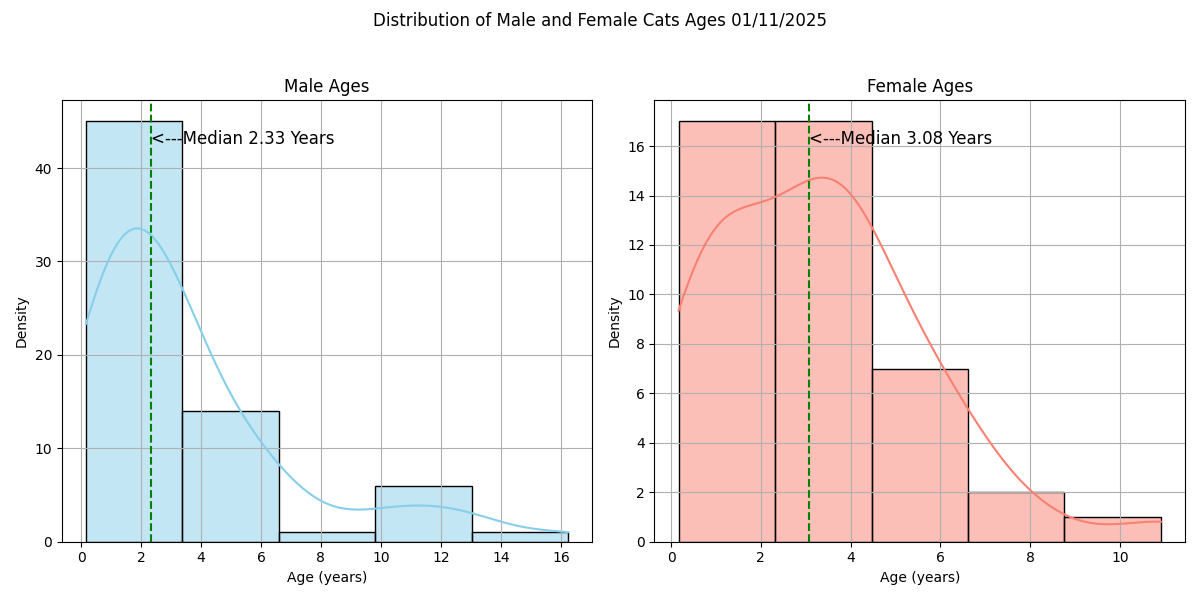 Distribution of Male and Female Cats Ages 01/11/2025
Male Ages
<---Median 2.33 Years
40
30
20
10
0
Density
0 2 4 6 8 10 12 14 16
Age (years)
Female Ages
<---Median 3.08 Years
16
14
12
10
8
6
4
2
0
Density
0 2 4 6 8 10
Age (years)